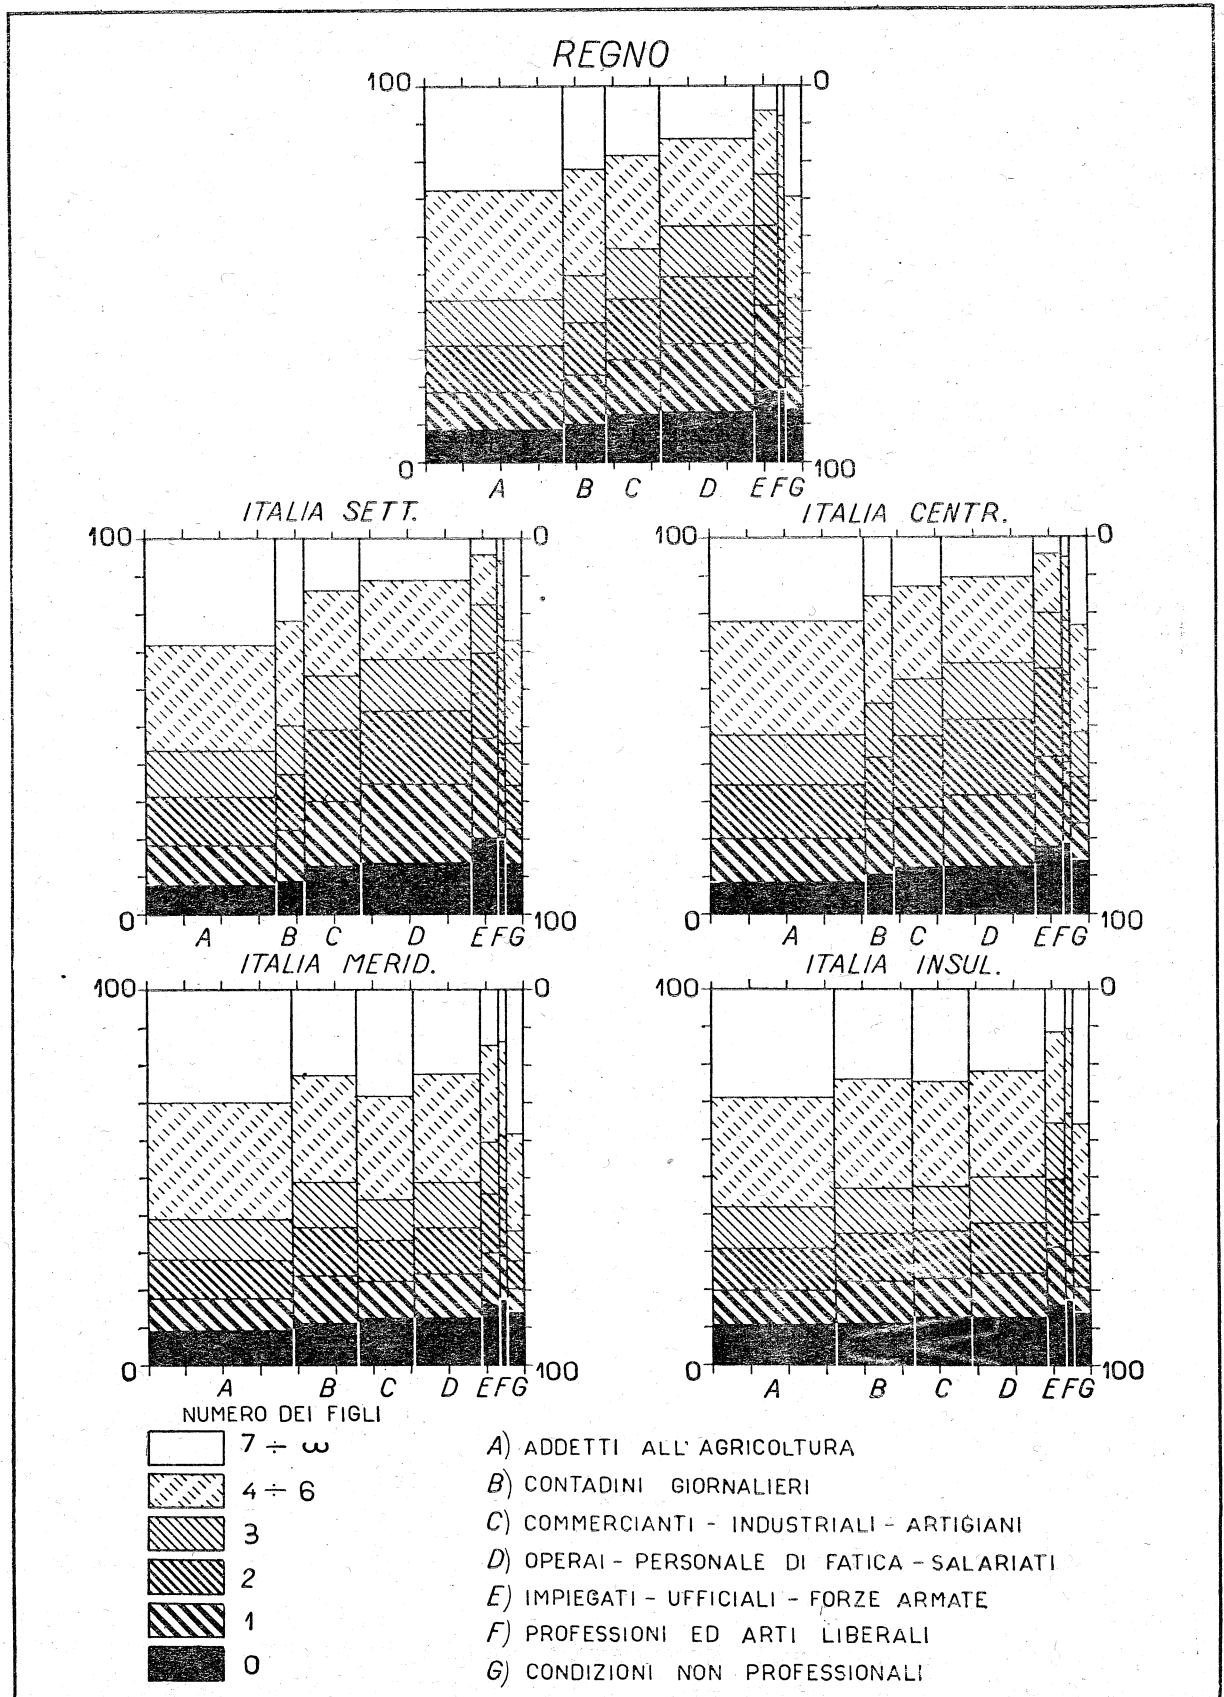 REGNO
100 0
0 100
A B C D E F G
ITALIA SETT. ITALIA CENTR.
100 0 100 0
0 100 0 100
A B C D E F G A B C D E F G
ITALIA MERID. ITALIA INSUL.
100 0 100 0
0 100 0 100
A B C D E F G A B C D E F G
NUMERO DEI FIGLI
7 ÷ ω
4 ÷ 6
3
2
1
0
A) ADDETTI ALL'AGRICOLTURA
B) CONTADINI GIORNALIERI
C) COMMERCIANTI - INDUSTRIALI - ARTIGIANI
D) OPERAI - PERSONALE DI FATICA - SALARIATI
E) IMPIEGATI - UFFICIALI - FORZE ARMATE
F) PROFESSIONI ED ARTI LIBERALI
G) CONDIZIONI NON PROFESSIONALI